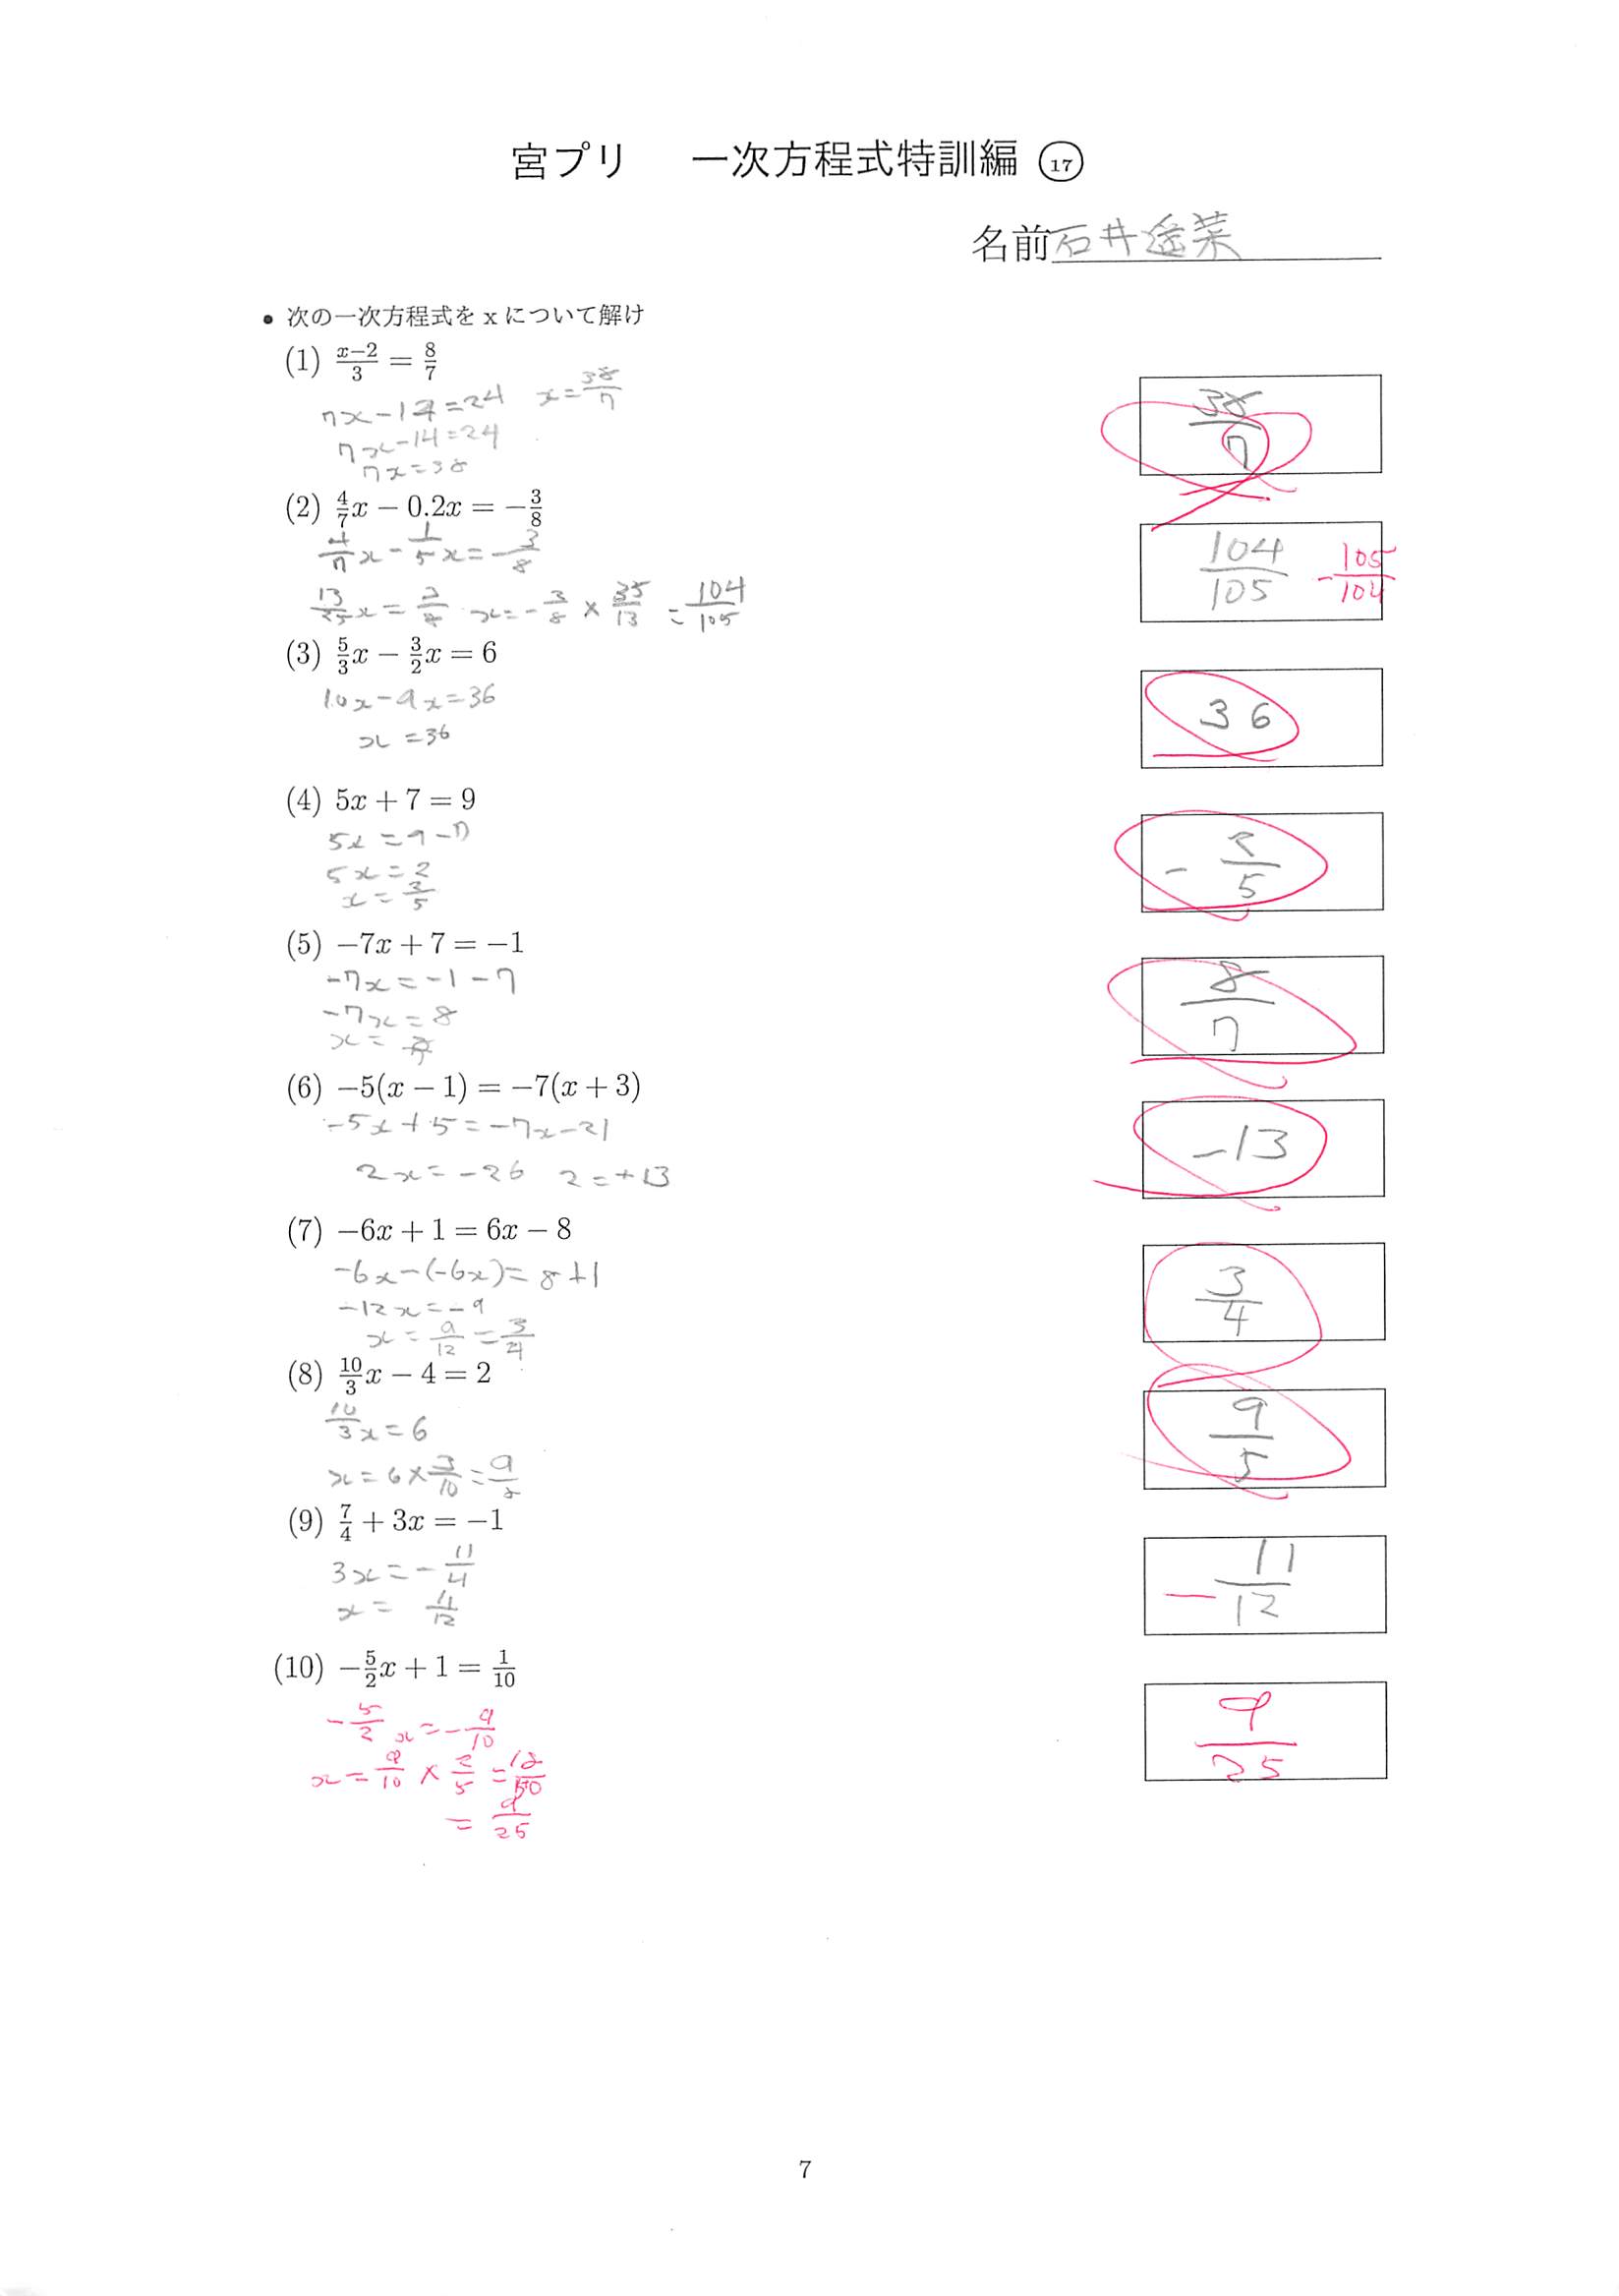 宮プリ 一次方程式特訓編 ⑰
名前 石井遥菜
• 次の一次方程式を x について解け
(1) \frac{x-2}{3} = \frac{8}{7}
7x-14=24 x=\frac{38}{7}
7x-14=24
7x=38
\frac{38}{7}
(2) \frac{4}{7}x - 0.2x = -\frac{3}{8}
\frac{4}{7}x-\frac{1}{5}x=-\frac{3}{8}
\frac{13}{35}x=\frac{3}{8} x=-\frac{3}{8}×\frac{35}{13}=\frac{104}{105}
\frac{104}{105} -\frac{105}{104}
(3) \frac{5}{3}x - \frac{3}{2}x = 6
10x-9x=36
x=36
36
(4) 5x + 7 = 9
5x=9-7
5x=2
x=\frac{2}{5}
-\frac{2}{5}
(5) -7x + 7 = -1
-7x=-1-7
-7x=8
x=
\frac{8}{7}
(6) -5(x - 1) = -7(x + 3)
-5x+5=-7x-21
2x=-26 2=+13
-13
(7) -6x + 1 = 6x - 8
-6x-(-6x)=8+1
-12x=-9
x=\frac{9}{12}=\frac{3}{4}
\frac{3}{4}
(8) \frac{10}{3}x - 4 = 2
\frac{10}{3}x=6
x=6×\frac{3}{10}=\frac{9}{5}
\frac{9}{5}
(9) \frac{7}{4} + 3x = -1
3x=-\frac{11}{4}
x=\frac{11}{12}
-\frac{11}{12}
(10) -\frac{5}{2}x + 1 = \frac{1}{10}
-\frac{5}{2}x=-\frac{9}{10}
x=\frac{9}{10}×\frac{2}{5}=\frac{18}{50}
=\frac{9}{25}
\frac{9}{25}
7